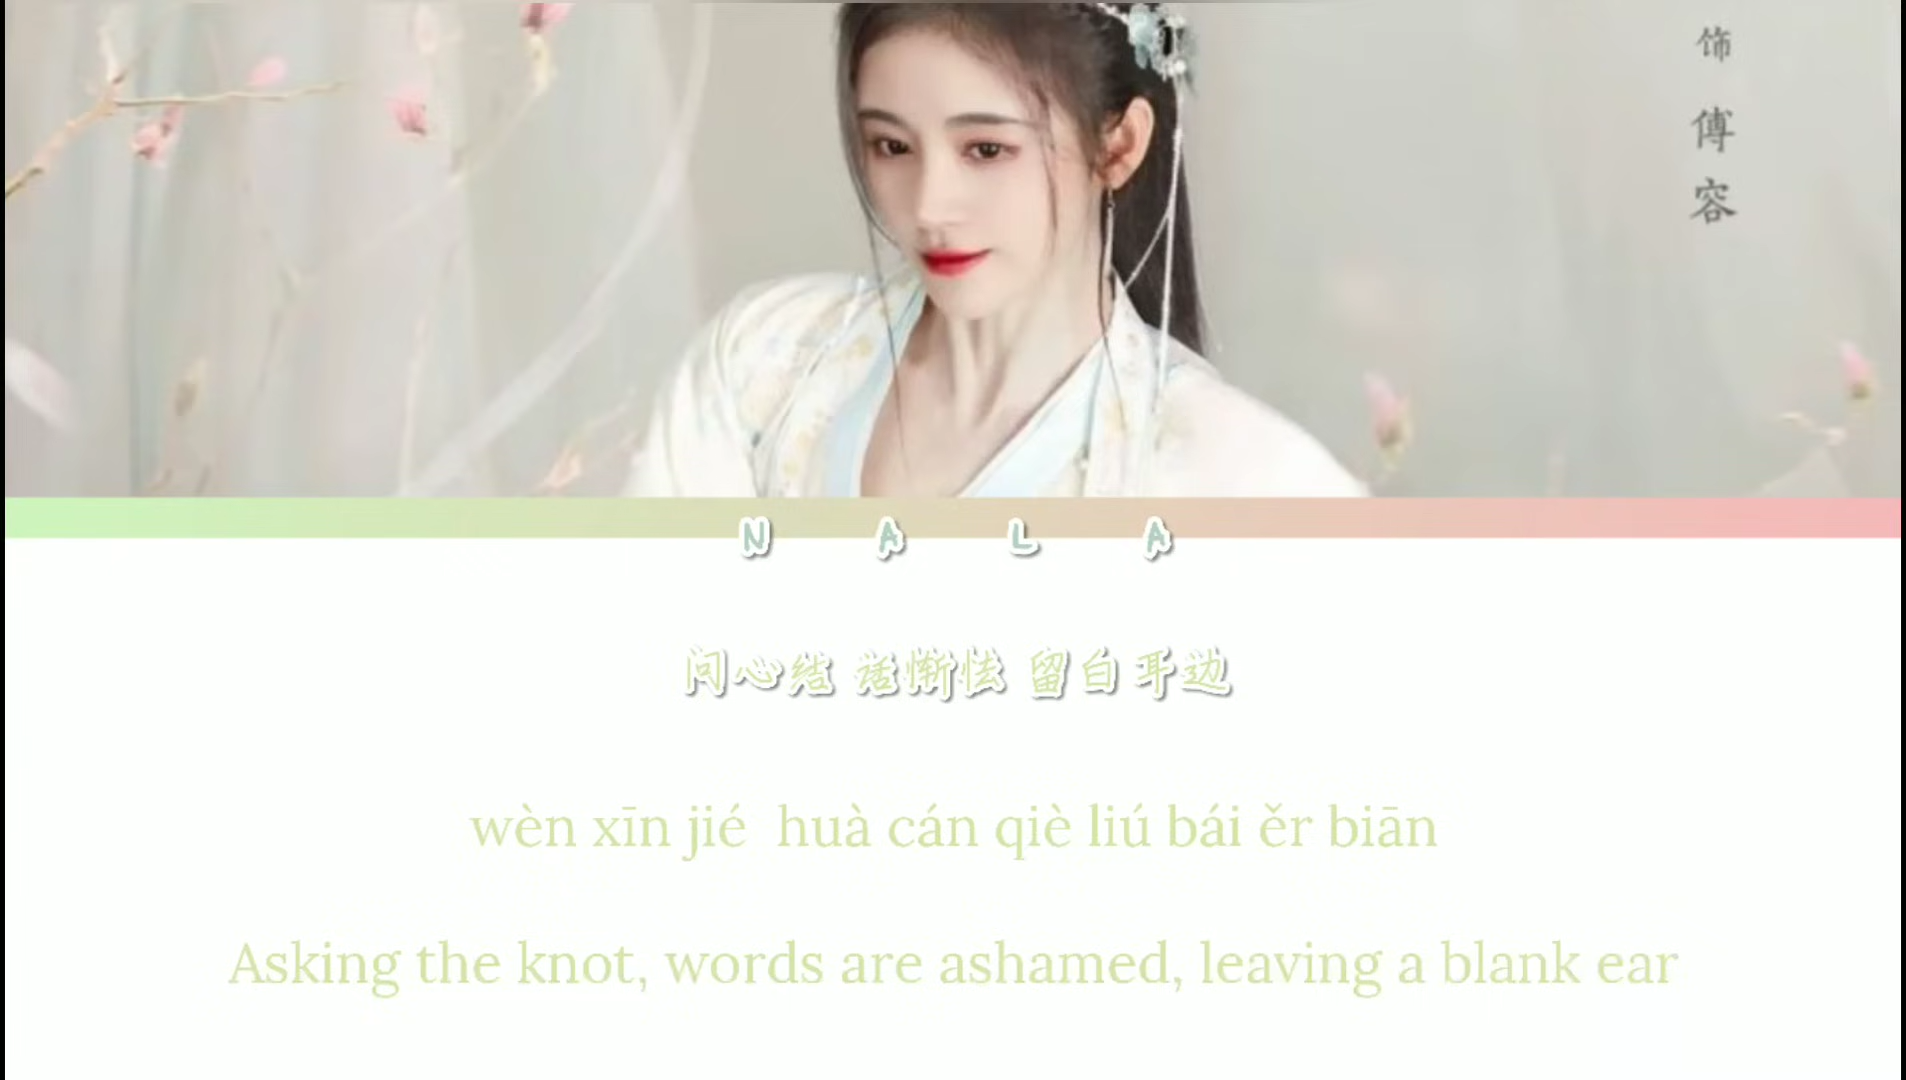 饰
傅容
N A L A
问心结 话惭怯 留白耳边
wèn xīn jié huà cán qiè liú bái ěr biān
Asking the knot, words are ashamed, leaving a blank ear